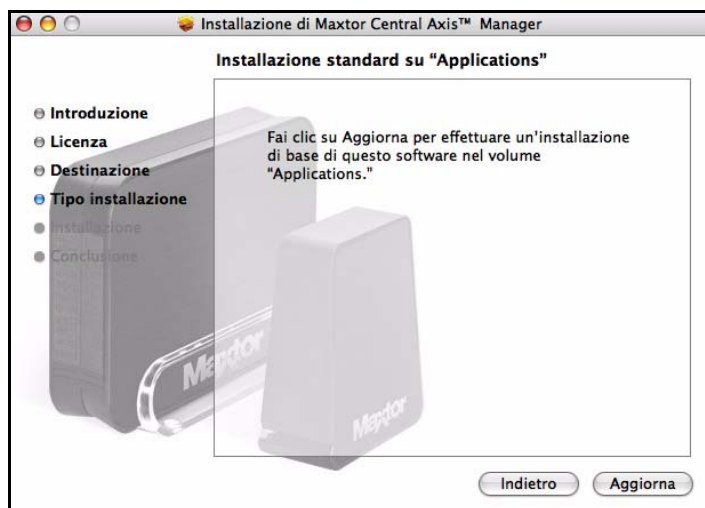 Installazione di Maxtor Central Axis™ Manager
Installazione standard su “Applications”
Introduzione
Licenza
Destinazione
Tipo installazione
Installazione
Conclusione
Fai clic su Aggiorna per effettuare un'installazione
di base di questo software nel volume
“Applications.”
Maxtor
Maxtor
Indietro
Aggiorna